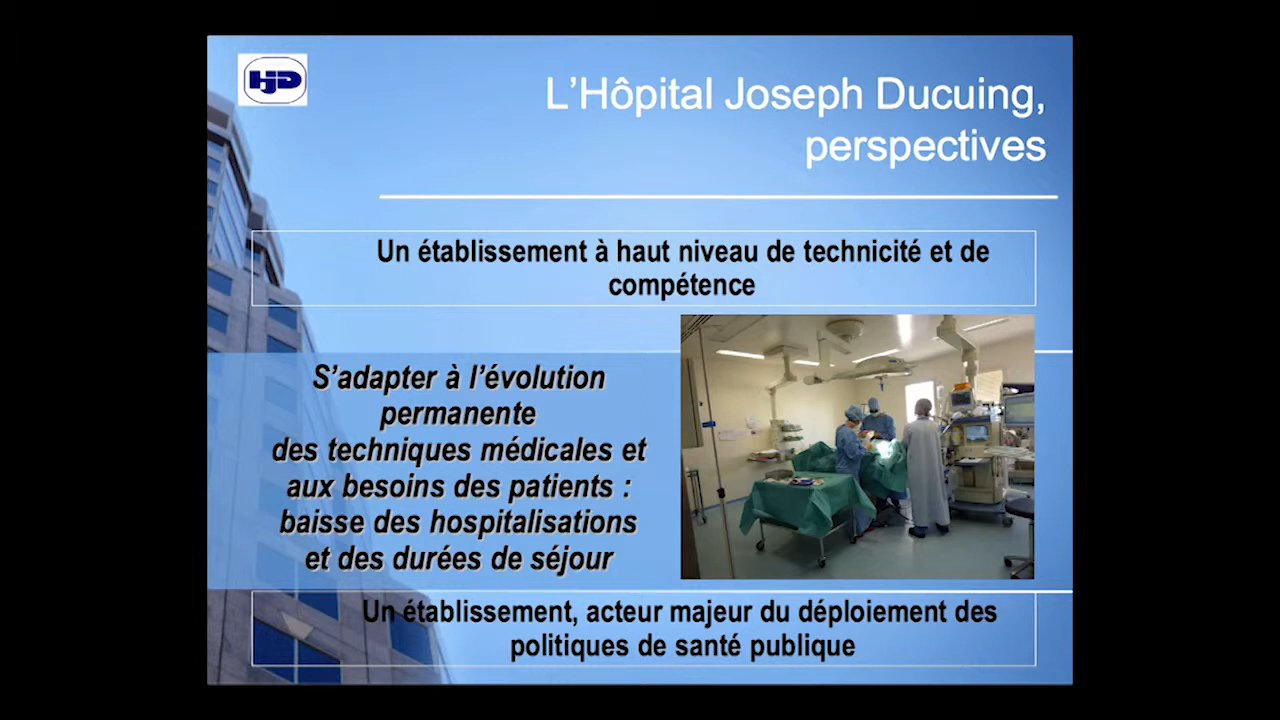 HJD
L’Hôpital Joseph Ducuing,
perspectives
Un établissement à haut niveau de technicité et de
compétence
S’adapter à l’évolution
permanente
des techniques médicales et
aux besoins des patients :
baisse des hospitalisations
et des durées de séjour
Un établissement, acteur majeur du déploiement des
politiques de santé publique